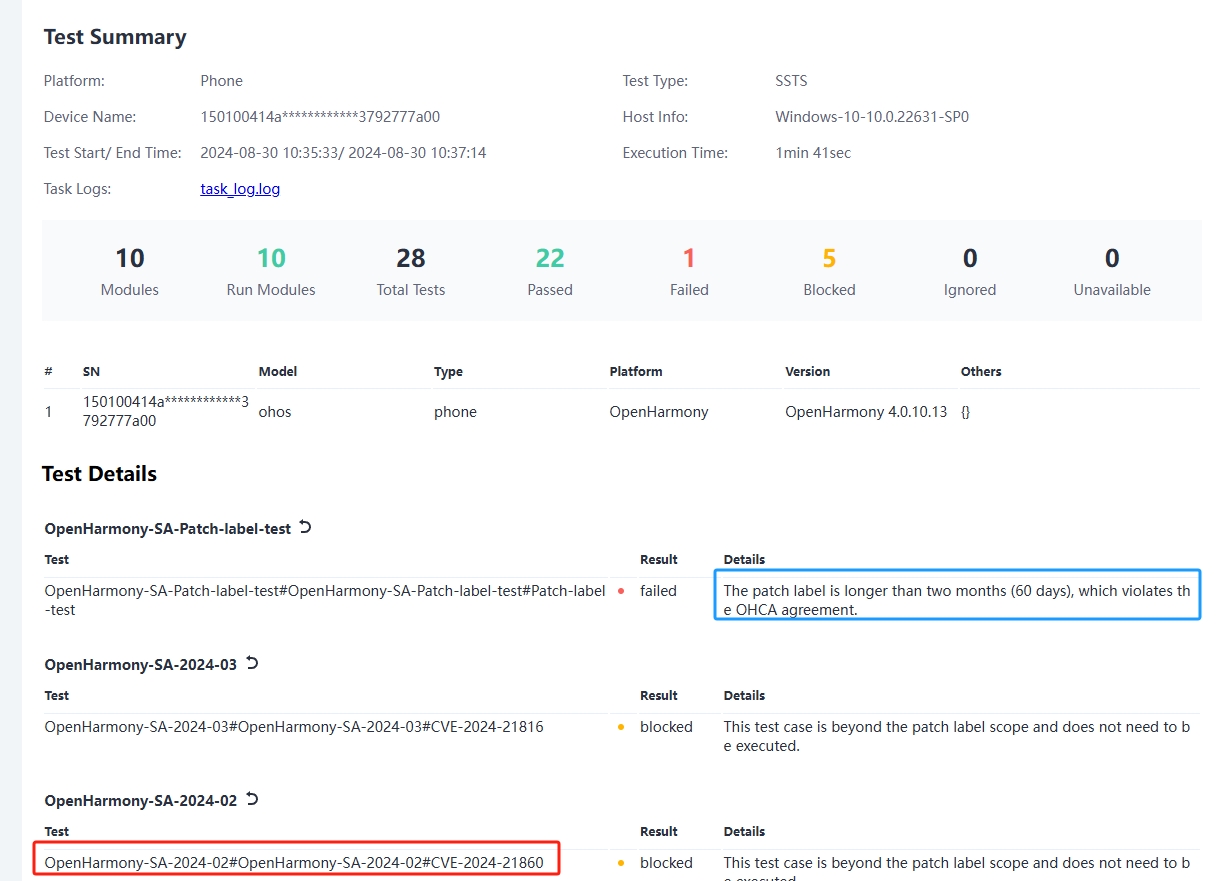 Test Summary
Platform: Phone Test Type: SSTS
Device Name: 150100414a************3792777a00 Host Info: Windows-10-10.0.22631-SP0
Test Start/ End Time: 2024-08-30 10:35:33/ 2024-08-30 10:37:14 Execution Time: 1min 41sec
Task Logs: task_log.log
10 10 28 22 1 5 0 0
Modules Run Modules Total Tests Passed Failed Blocked Ignored Unavailable
# SN Model Type Platform Version Others
1 150100414a************3 ohos phone OpenHarmony OpenHarmony 4.0.10.13 {}
792777a00
Test Details
OpenHarmony-SA-Patch-label-test
Test Result Details
OpenHarmony-SA-Patch-label-test#OpenHarmony-SA-Patch-label-test#Patch-label failed The patch label is longer than two months (60 days), which violates th
-test e OHCA agreement.
OpenHarmony-SA-2024-03
Test Result Details
OpenHarmony-SA-2024-03#OpenHarmony-SA-2024-03#CVE-2024-21816 blocked This test case is beyond the patch label scope and does not need to b
e executed.
OpenHarmony-SA-2024-02
Test Result Details
OpenHarmony-SA-2024-02#OpenHarmony-SA-2024-02#CVE-2024-21860 blocked This test case is beyond the patch label scope and does not need to b
e executed.